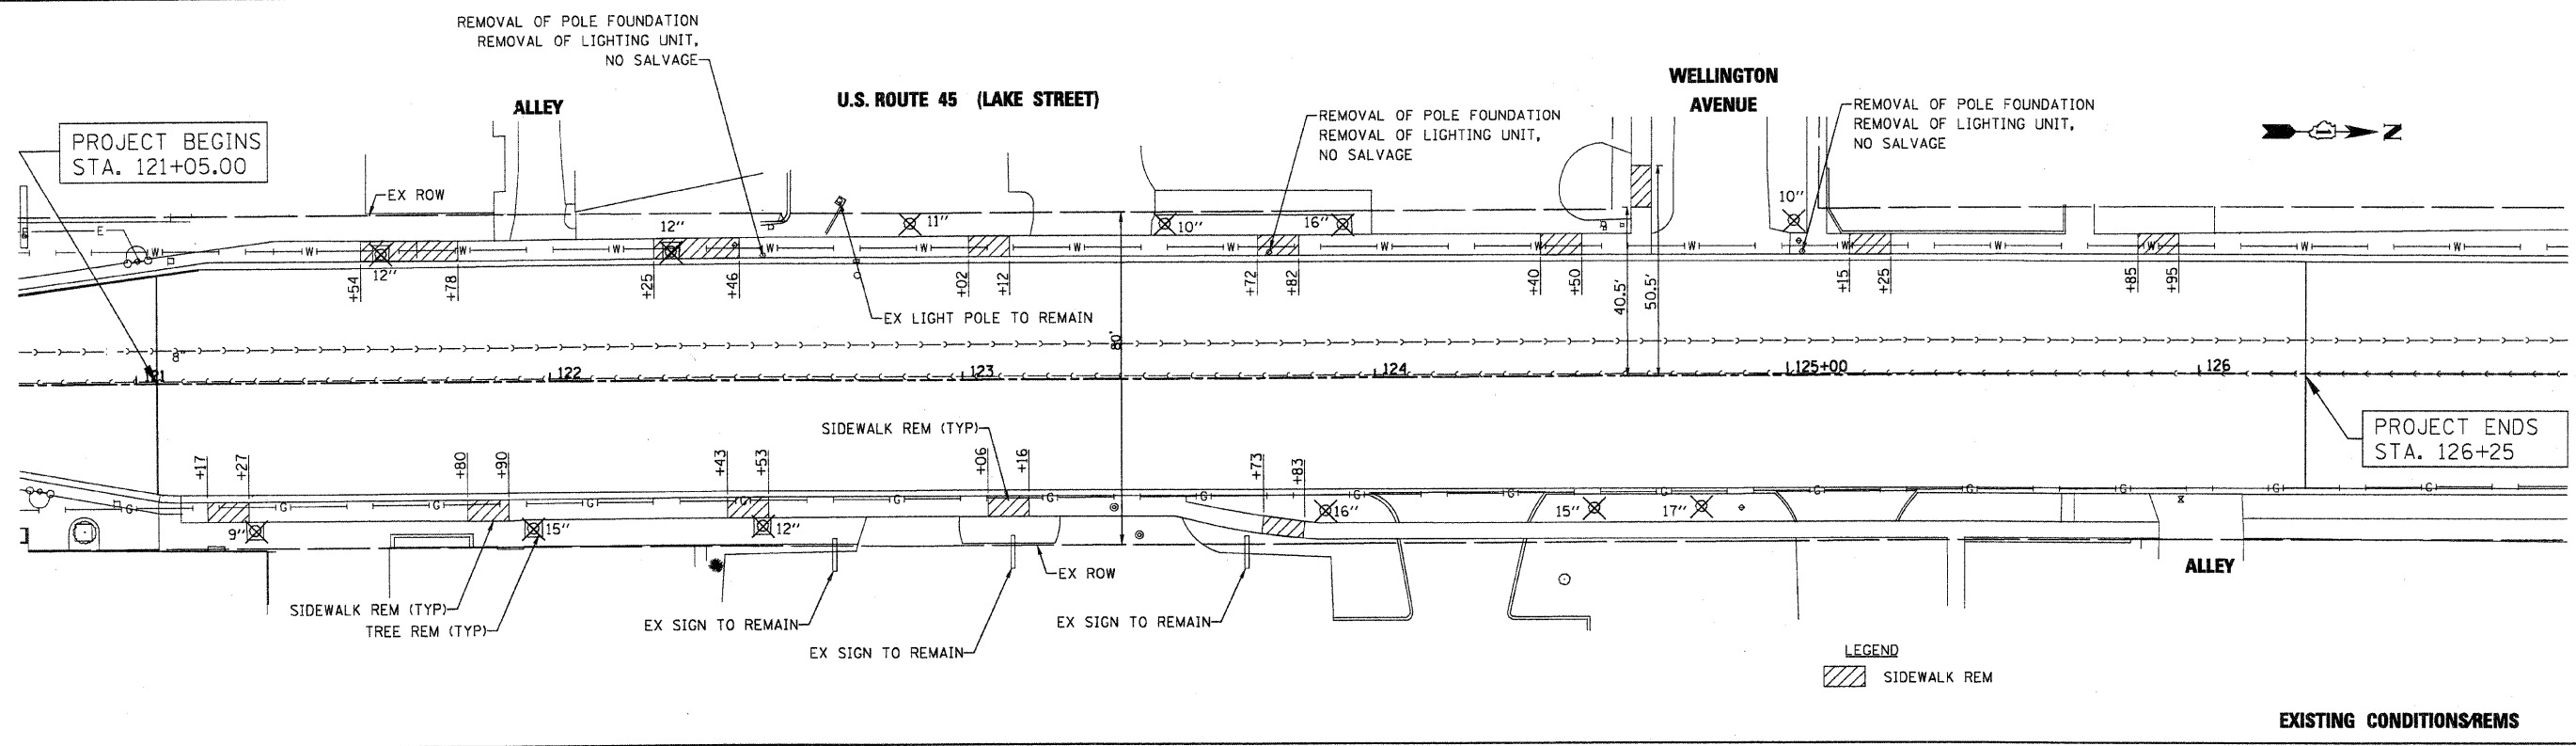 REMOVAL OF POLE FOUNDATION
REMOVAL OF LIGHTING UNIT,
NO SALVAGE
ALLEY
U.S. ROUTE 45 (LAKE STREET)
WELLINGTON
AVENUE
REMOVAL OF POLE FOUNDATION
REMOVAL OF LIGHTING UNIT,
NO SALVAGE
REMOVAL OF POLE FOUNDATION
REMOVAL OF LIGHTING UNIT,
NO SALVAGE
N
PROJECT BEGINS
STA. 121+05.00
EX ROW
E
12"
11"
10"
16"
10"
12"
W W W W W W W W W W W W W W W
+54
+78
+25
+46
+02
+12
+72
+82
+40
+50
40.5'
50.5'
+15
+25
+85
+95
EX LIGHT POLE TO REMAIN
80'
8"
121
122
123
124
125+00
126
PROJECT ENDS
STA. 126+25
SIDEWALK REM (TYP)
+17
+27
+80
+90
+43
+53
+06
+16
+73
+83
G G G G G G G G G G G G G G G G
9"
15"
12"
16"
15"
17"
EX ROW
ALLEY
SIDEWALK REM (TYP)
TREE REM (TYP)
EX SIGN TO REMAIN
EX SIGN TO REMAIN
EX SIGN TO REMAIN
LEGEND
SIDEWALK REM
EXISTING CONDITIONS/REMS